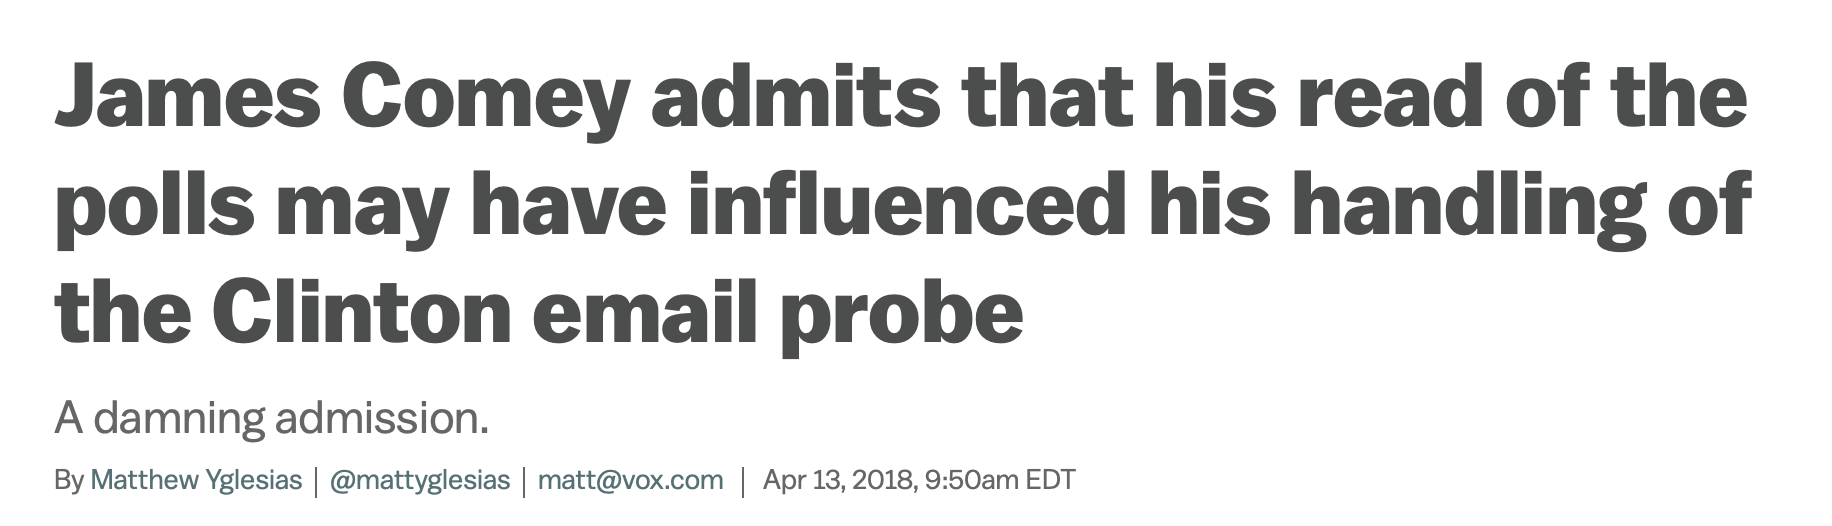 James Comey admits that his read of the
polls may have influenced his handling of
the Clinton email probe
A damning admission.
By Matthew Yglesias | @mattyglesias | matt@vox.com | Apr 13, 2018, 9:50am EDT